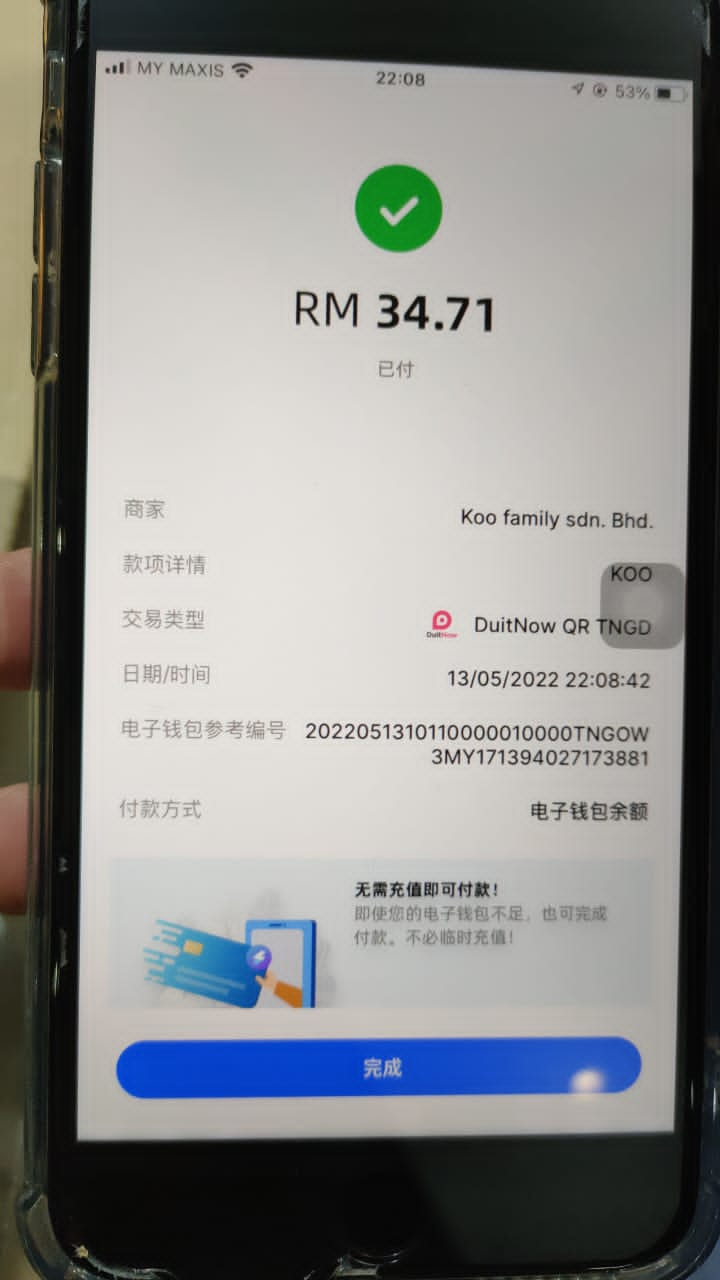 MY MAXIS
22:08
53%
RM 34.71
已付
商家 Koo family sdn. Bhd.
款项详情 KOO
交易类型 DuitNow DuitNow QR TNGD
日期/时间 13/05/2022 22:08:42
电子钱包参考编号 2022051310110000010000TNGOW
3MY171394027173881
付款方式 电子钱包余额
无需充值即可付款！
即使您的电子钱包不足，也可完成
付款。不必临时充值！
完成